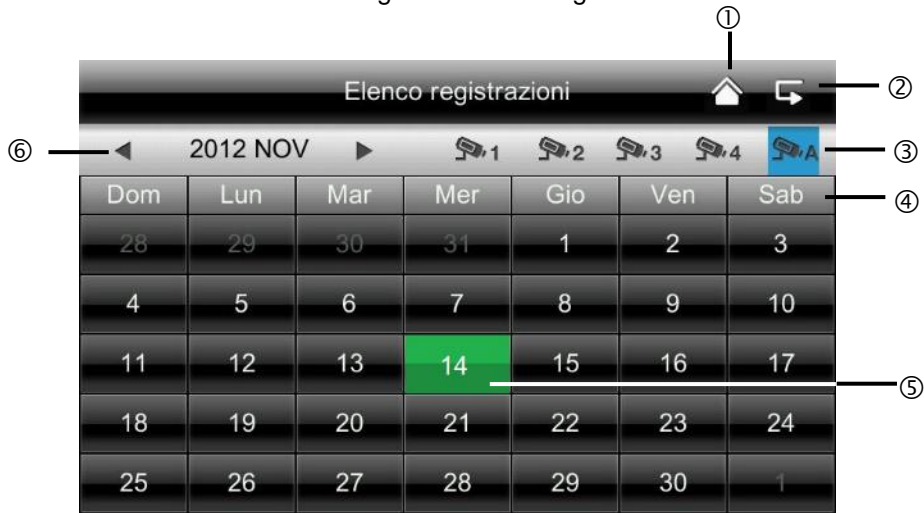 ①
Elenco registrazioni ②
⑥ 2012 NOV 1 2 3 4 A ③
Dom Lun Mar Mer Gio Ven Sab ④
28 29 30 31 1 2 3
4 5 6 7 8 9 10
11 12 13 14 15 16 17
⑤
18 19 20 21 22 23 24
25 26 27 28 29 30 1